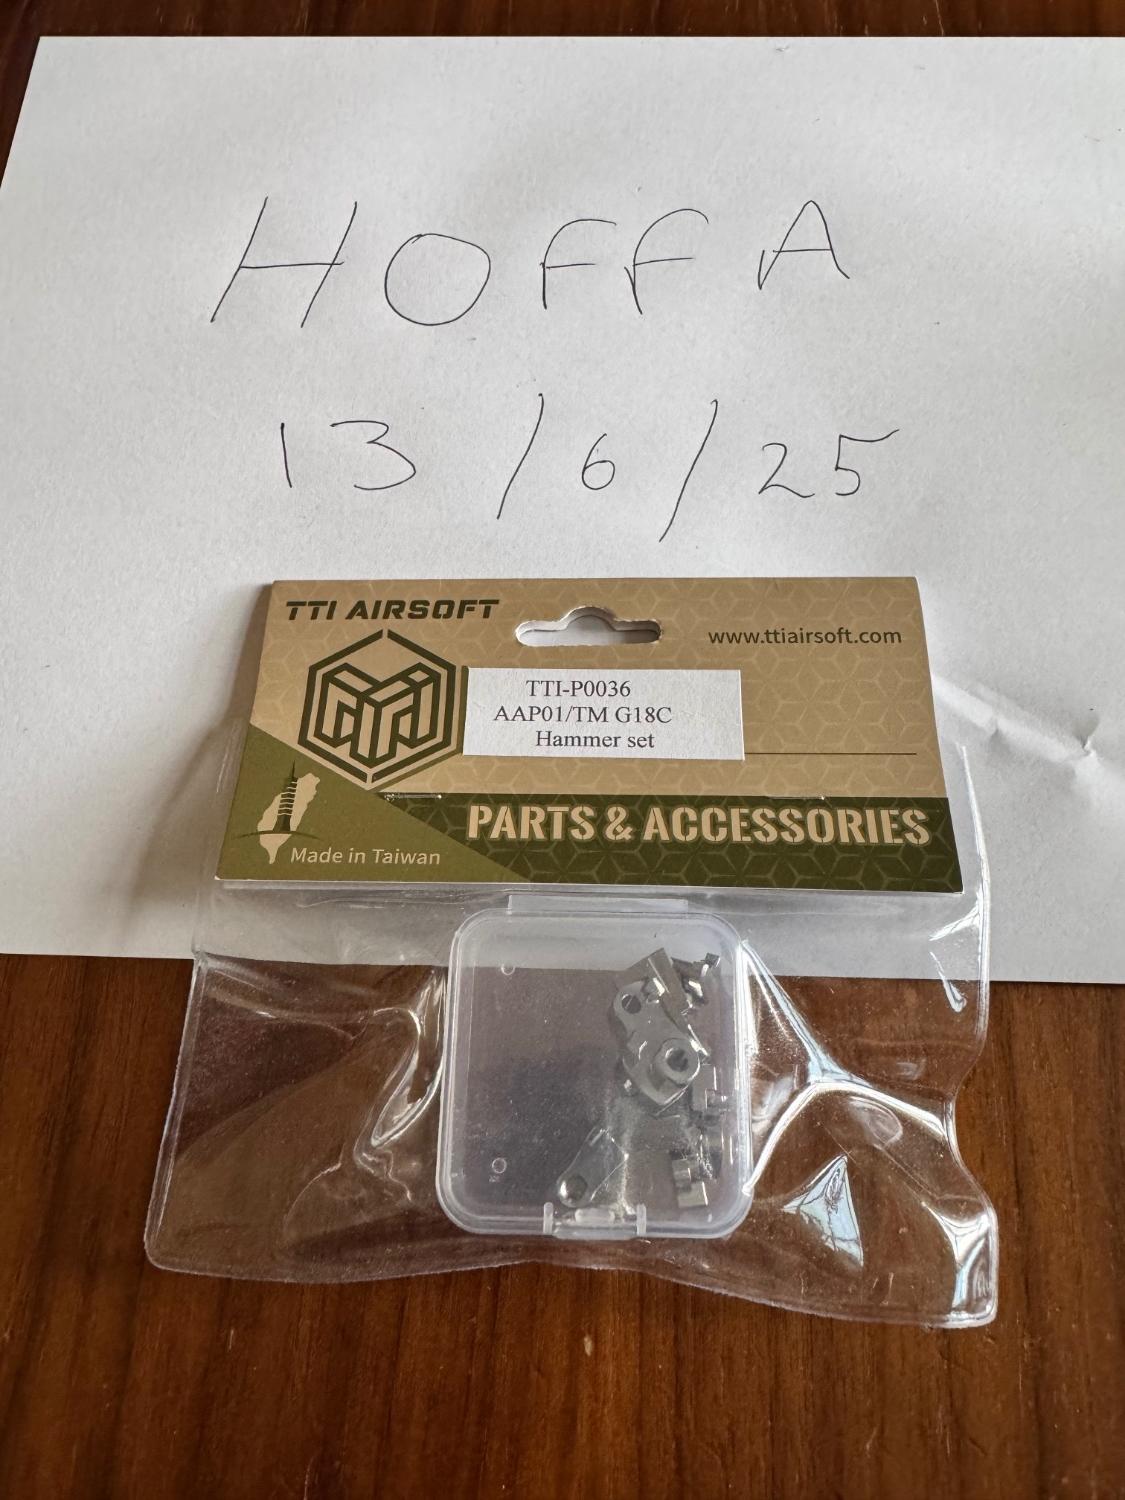 HOFFA
13/6/25
TTI AIRSOFT
www.ttiairsoft.com
TTI-P0036
AAP01/TM G18C
Hammer set
PARTS & ACCESSORIES
Made in Taiwan